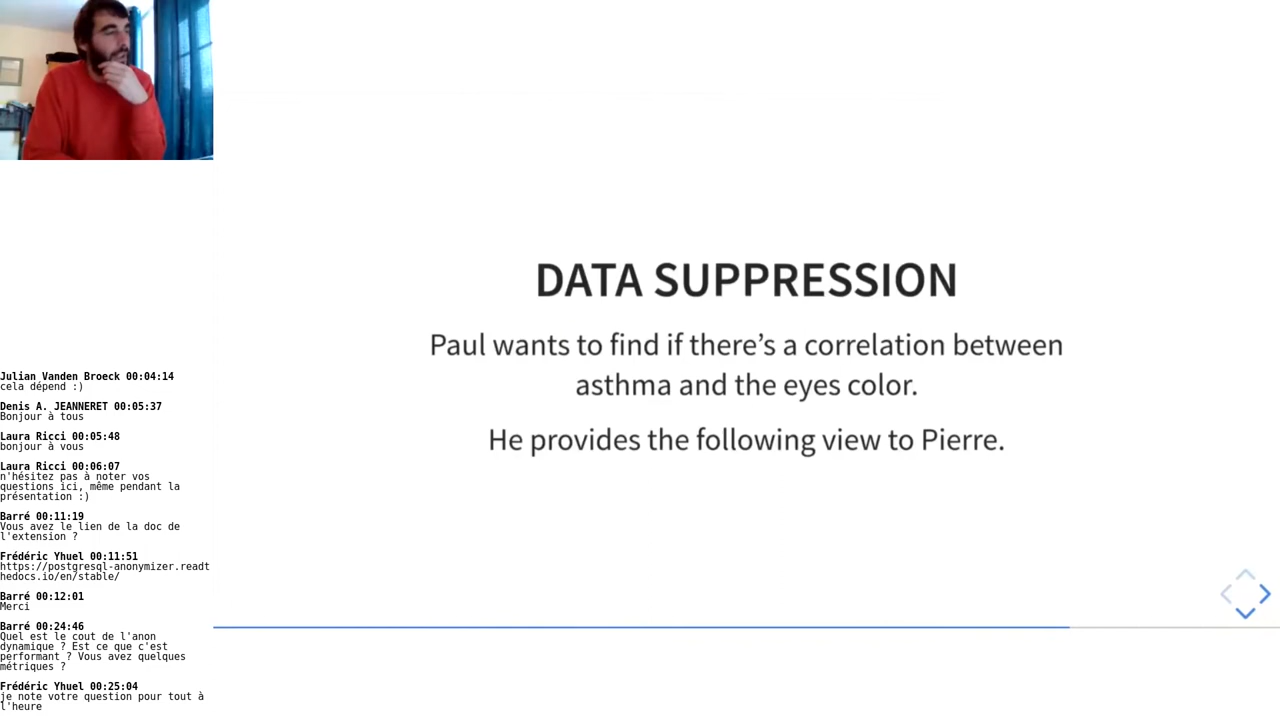 DATA SUPPRESSION
Paul wants to find if there’s a correlation between
asthma and the eyes color.
He provides the following view to Pierre.
Julian Vanden Broeck 00:04:14
cela dépend :)
Denis A. JEANNERET 00:05:37
Bonjour à tous
Laura Ricci 00:05:48
bonjour à vous
Laura Ricci 00:06:07
n'hésitez pas à noter vos
questions ici, même pendant la
présentation :)
Barré 00:11:19
Vous avez le lien de la doc de
l'extension ?
Frédéric Yhuel 00:11:51
https://postgresql-anonymizer.readt
hedocs.io/en/stable/
Barré 00:12:01
Merci
Barré 00:24:46
Quel est le cout de l'anon
dynamique ? Est ce que c'est
performant ? Vous avez quelques
métriques ?
Frédéric Yhuel 00:25:04
je note votre question pour tout à
l'heure